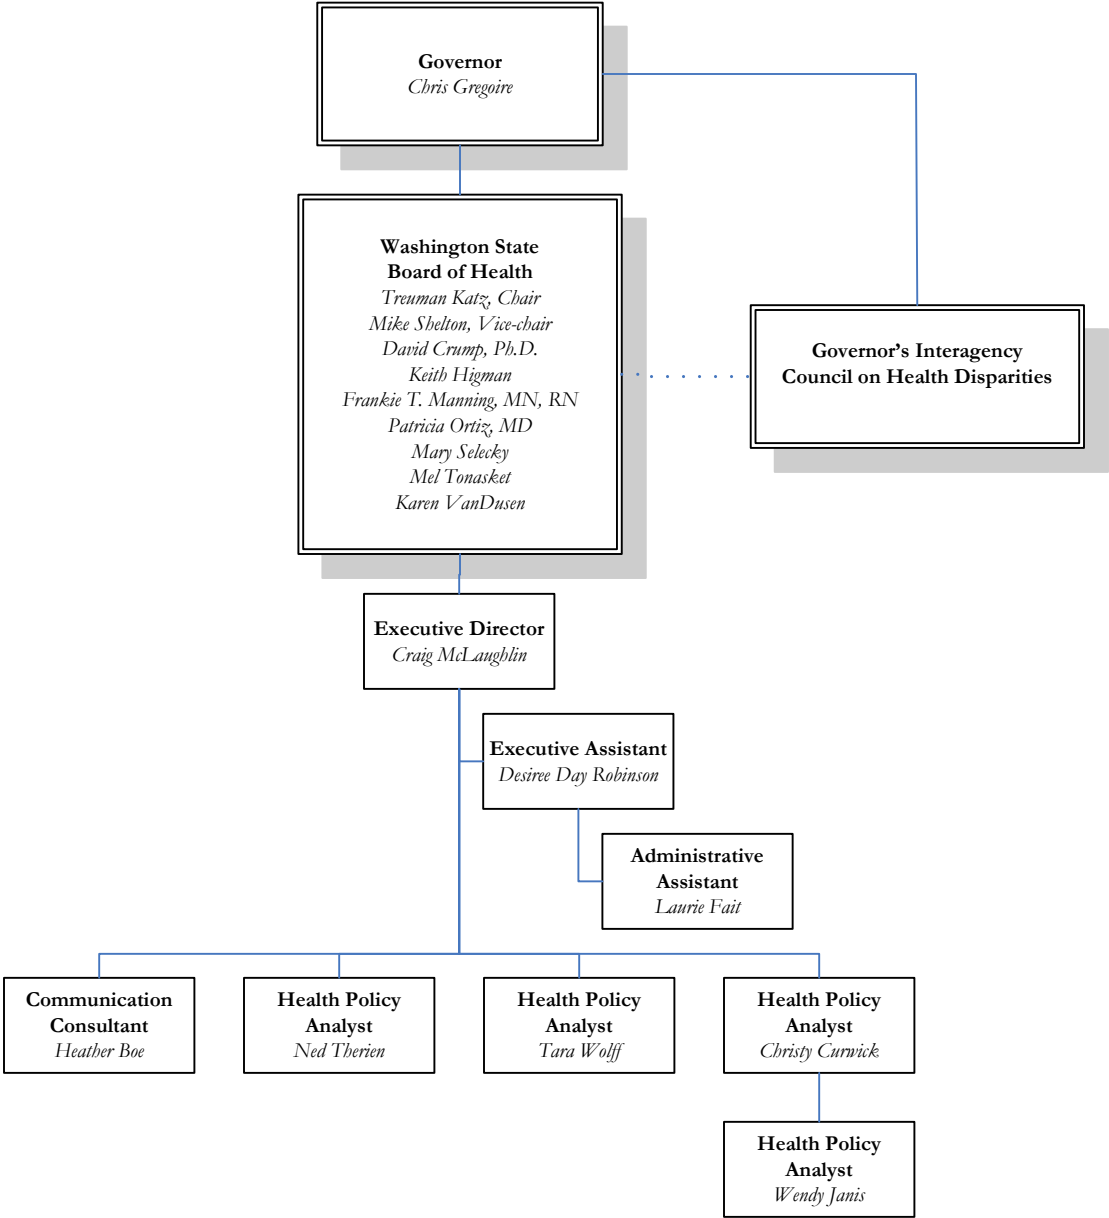 Governor
Chris Gregoire
Washington State
Board of Health
Treuman Katz, Chair
Mike Shelton, Vice-chair
David Crump, Ph.D.
Keith Higman
Frankie T. Manning, MN, RN
Patricia Ortiz, MD
Mary Selecky
Mel Tonasket
Karen VanDusen
Governor's Interagency
Council on Health Disparities
Executive Director
Craig McLaughlin
Executive Assistant
Desiree Day Robinson
Administrative
Assistant
Laurie Fait
Communication
Consultant
Heather Boe
Health Policy
Analyst
Ned Therien
Health Policy
Analyst
Tara Wolff
Health Policy
Analyst
Christy Curwick
Health Policy
Analyst
Wendy Janis